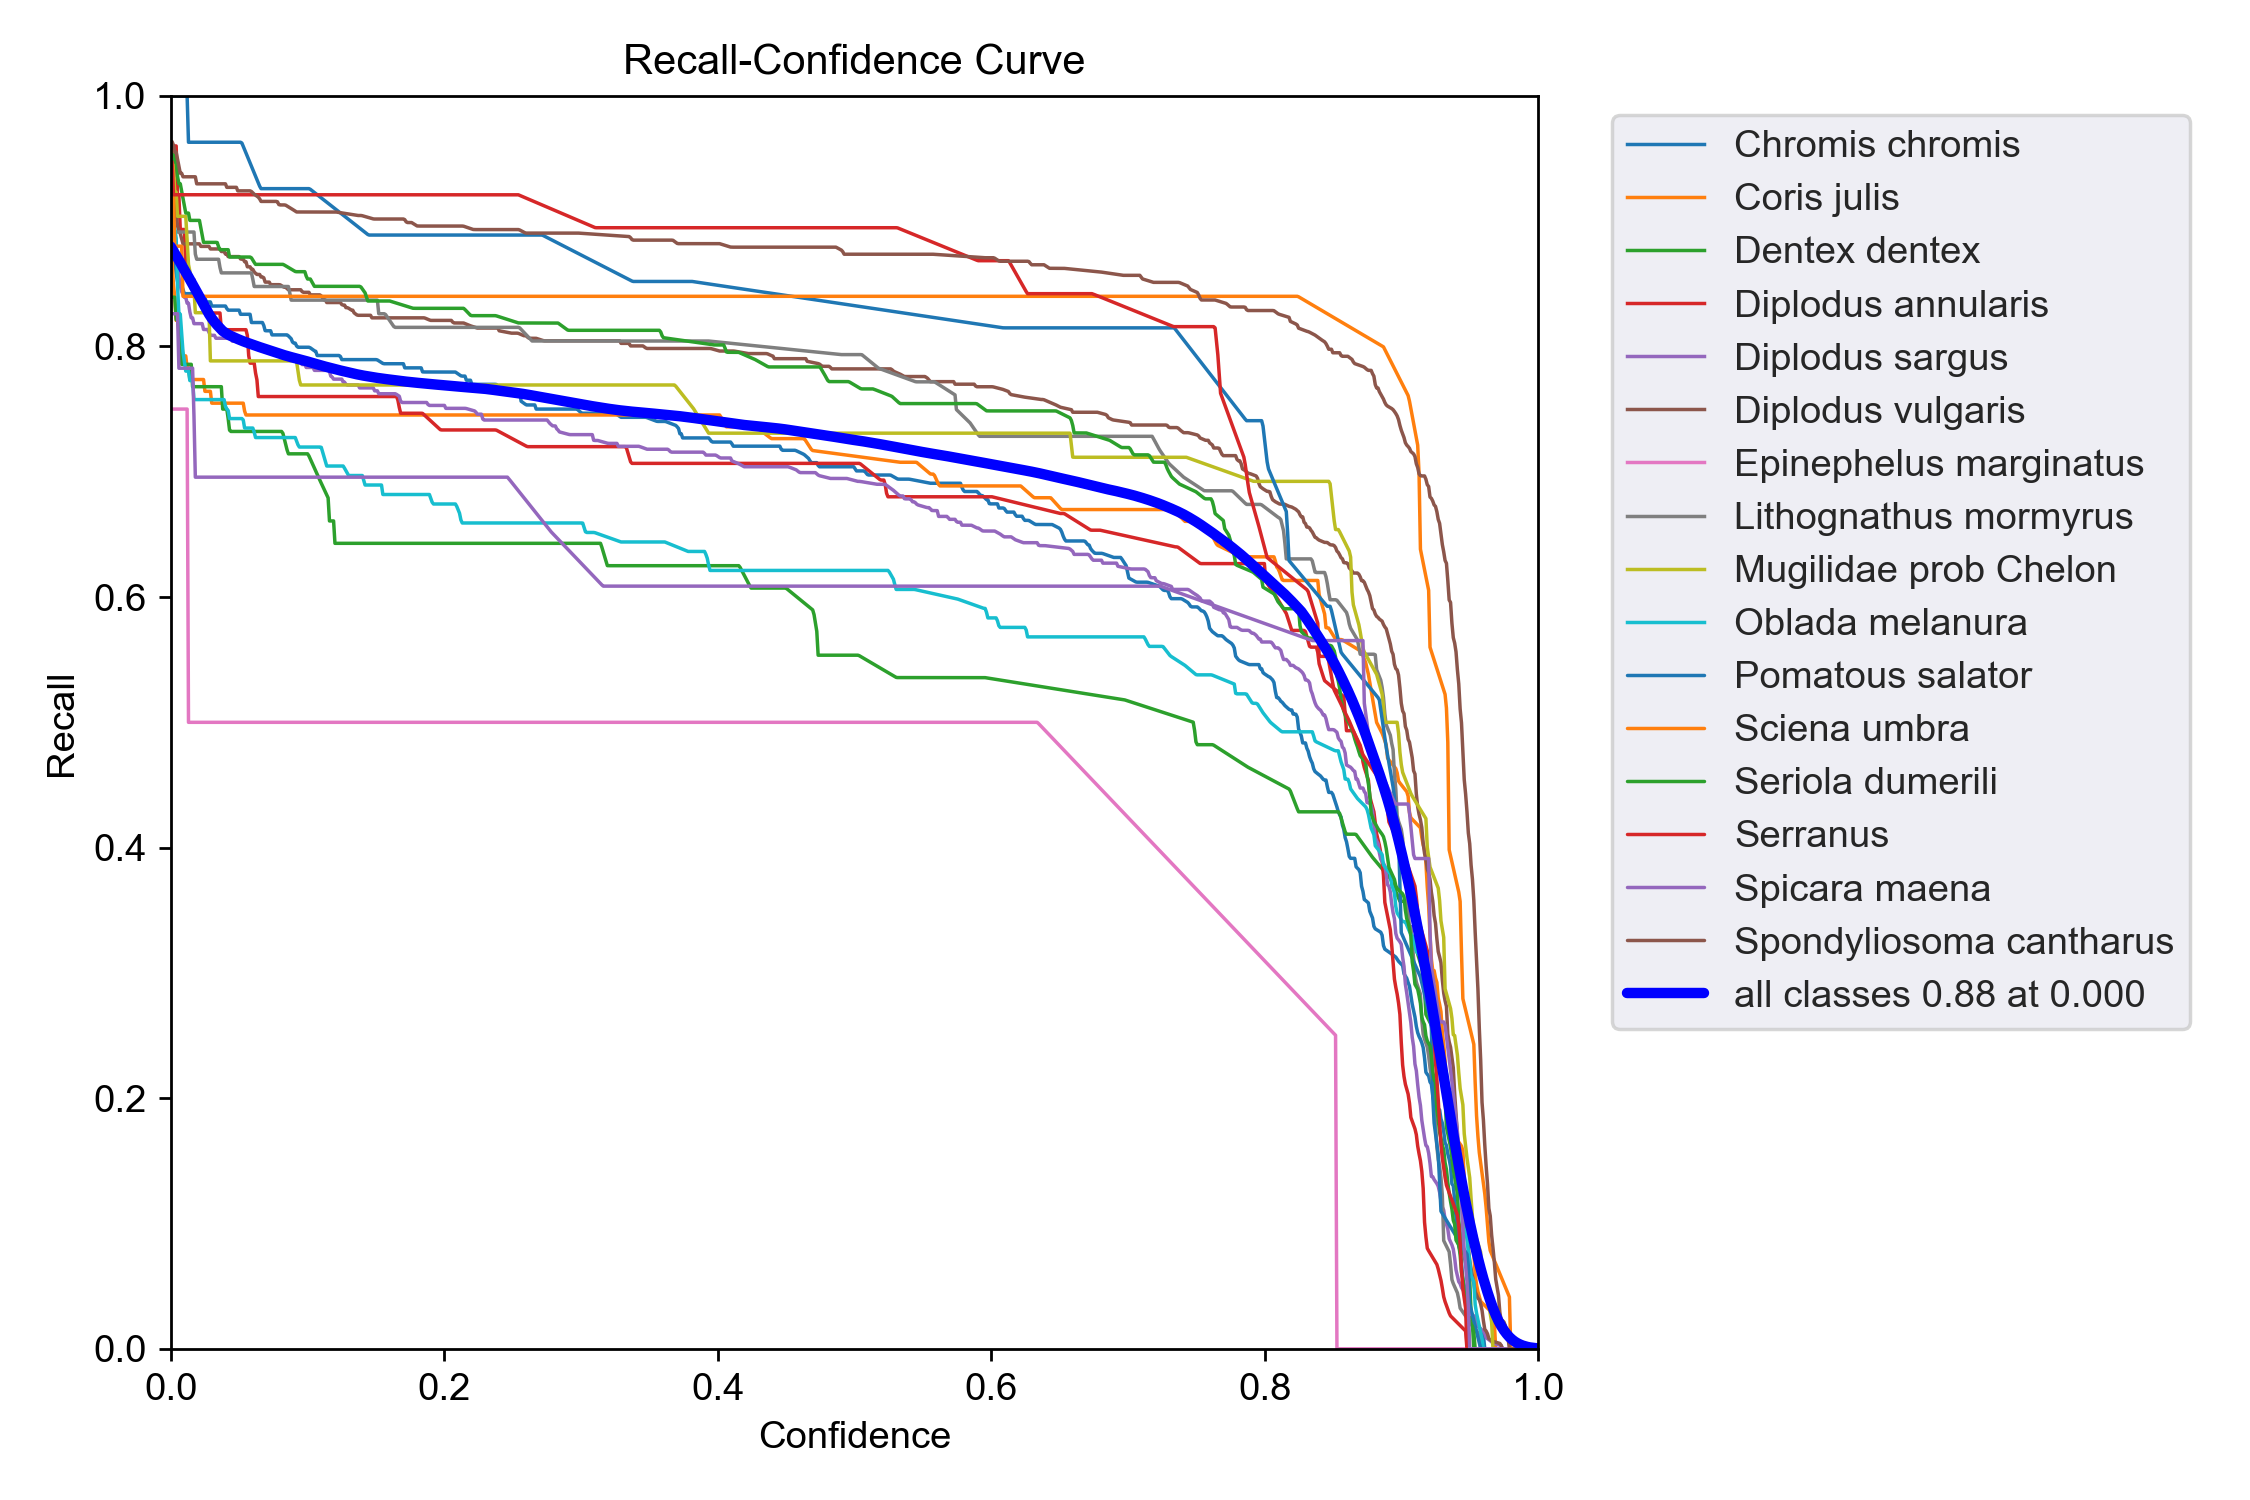 Recall-Confidence Curve
1.0
0.8
0.6
0.4
0.2
0.0
Recall
0.0 0.2 0.4 0.6 0.8 1.0
Confidence
Chromis chromis
Coris julis
Dentex dentex
Diplodus annularis
Diplodus sargus
Diplodus vulgaris
Epinephelus marginatus
Lithognathus mormyrus
Mugilidae prob Chelon
Oblada melanura
Pomatous salator
Sciena umbra
Seriola dumerili
Serranus
Spicara maena
Spondyliosoma cantharus
all classes 0.88 at 0.000